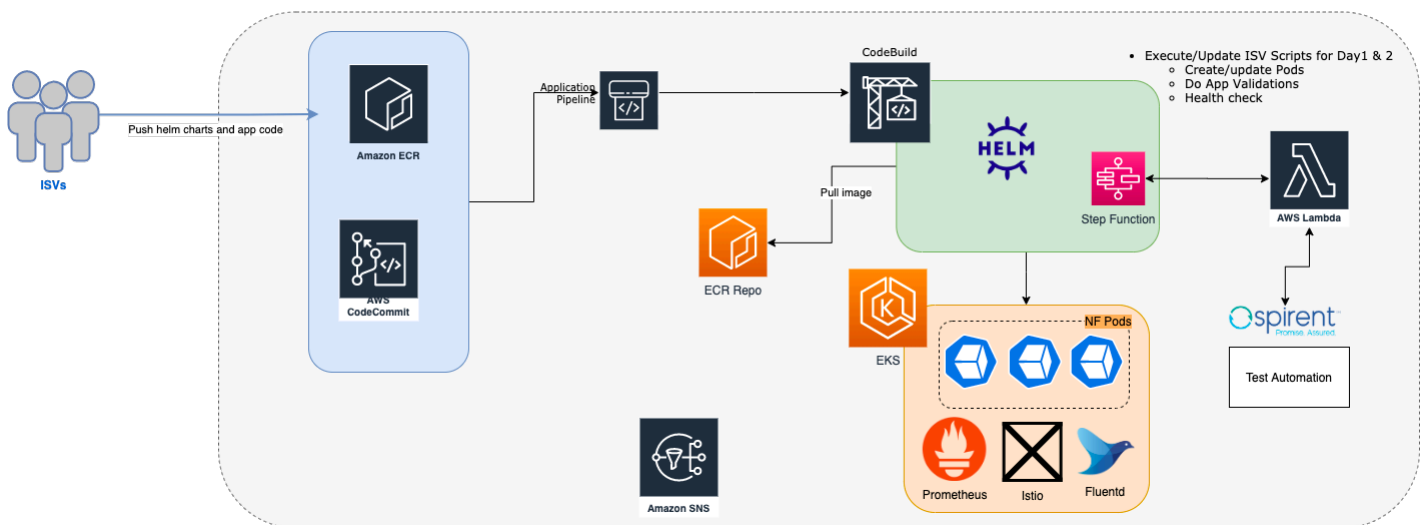 CodeBuild
• Execute/Update ISV Scripts for Day1 & 2
Create/update Pods
Do App Validations
Health check
Application
Pipeline
</>
</>
Push helm charts and app code
Amazon ECR
HELM
ISVs
Pull image
Step Function
AWS Lambda
</>
AWS
CodeCommit
ECR Repo
NF Pods
spirent™
Promise. Assured.
K
EKS
Test Automation
Prometheus
Istio
Fluentd
Amazon SNS